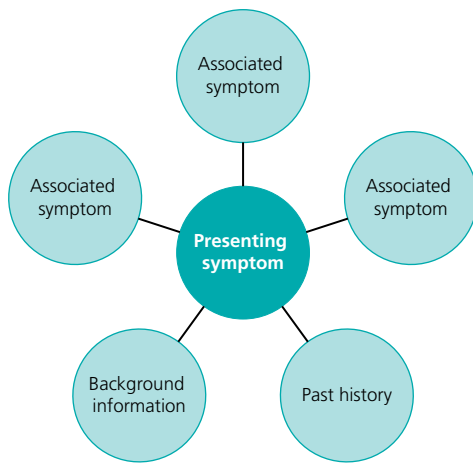 Associated
symptom
Associated
symptom
Associated
symptom
Presenting
symptom
Background
information
Past history